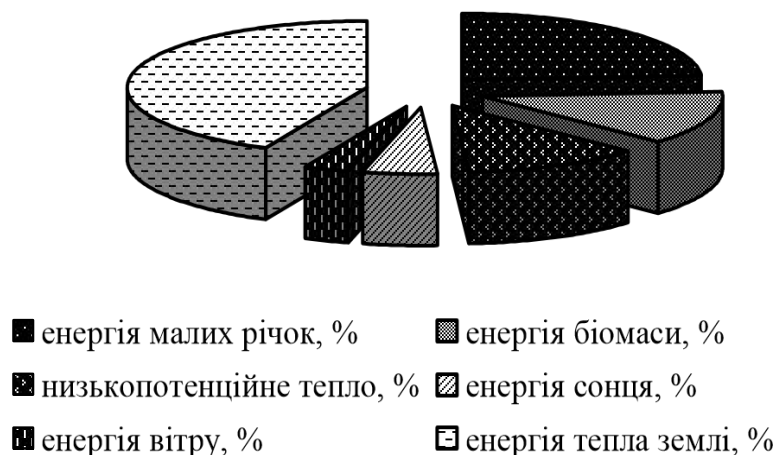 енергія малих річок, %
енергія біомаси, %
низькопотенційне тепло, %
енергія сонця, %
енергія вітру, %
енергія тепла землі, %